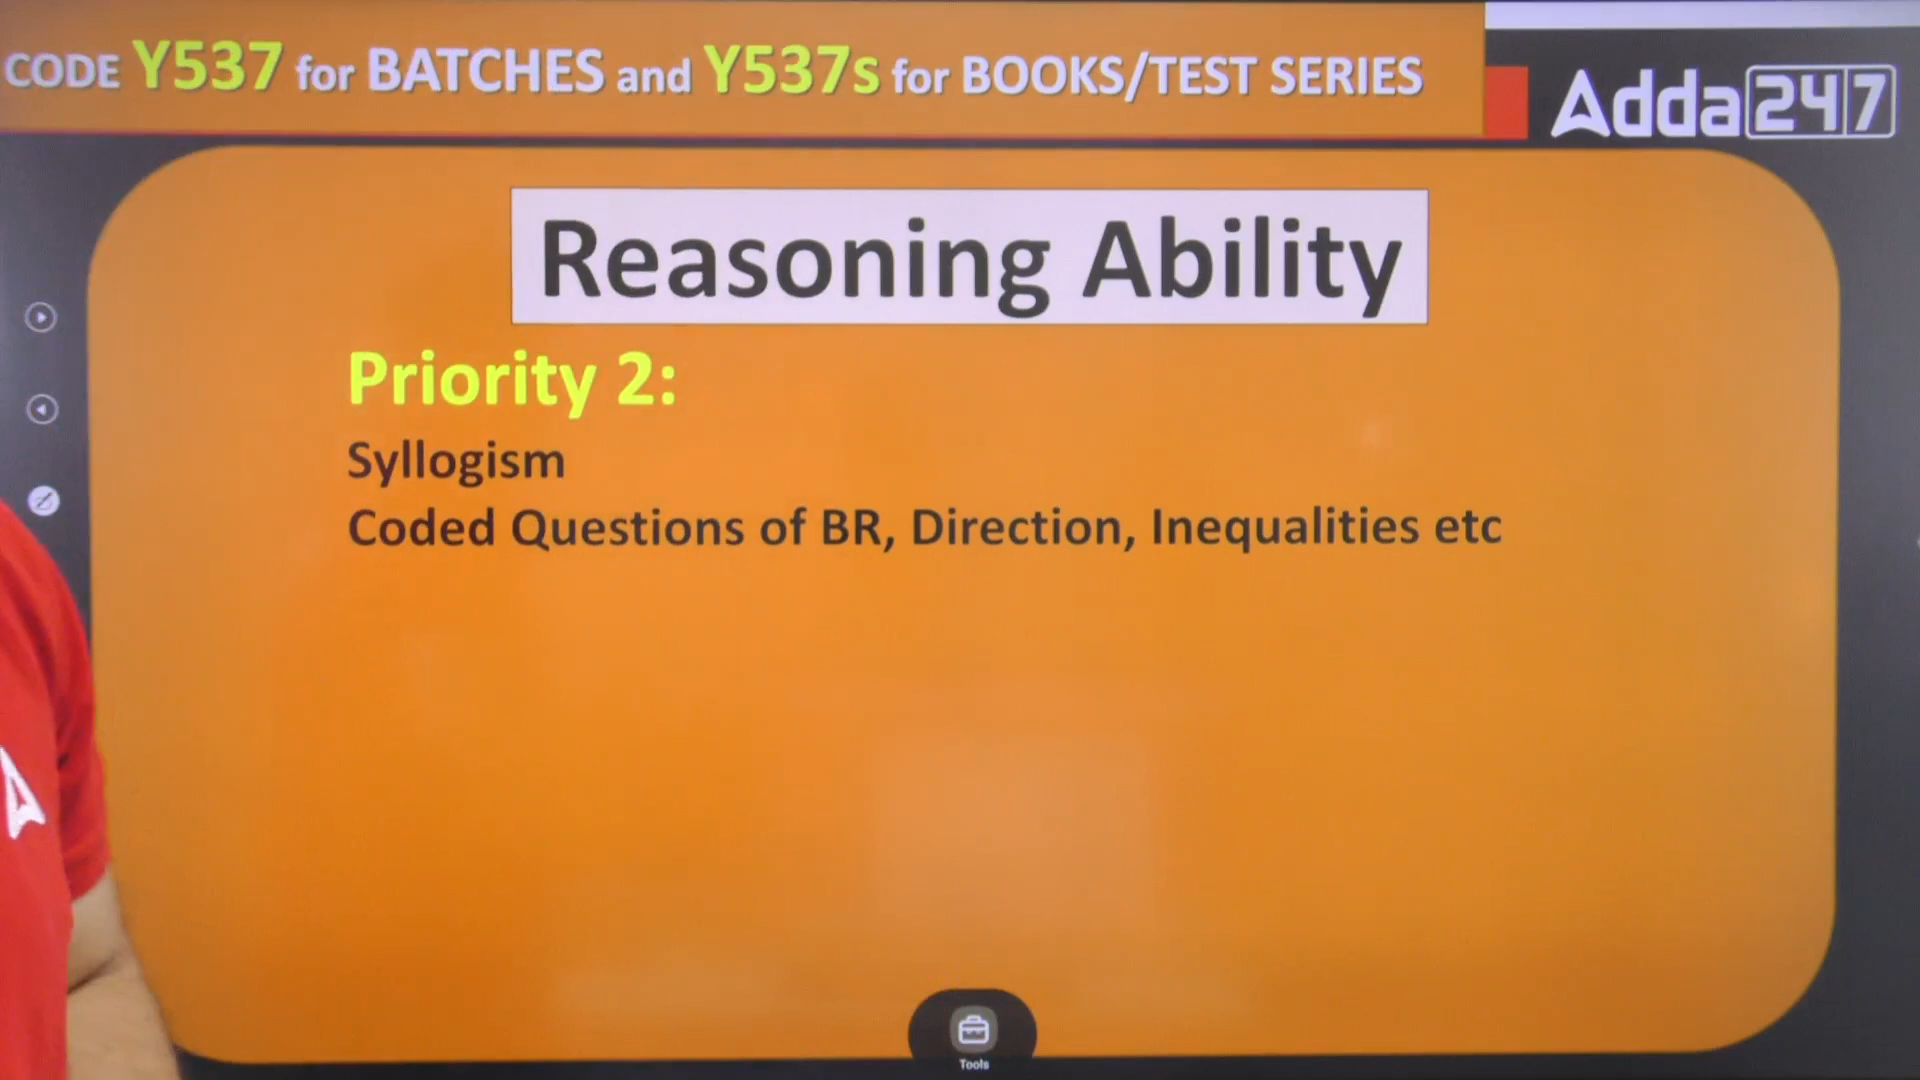 CODE Y537 for BATCHES and Y537s for BOOKS/TEST SERIES
Adda247
Reasoning Ability
Priority 2:
Syllogism
Coded Questions of BR, Direction, Inequalities etc
Tools